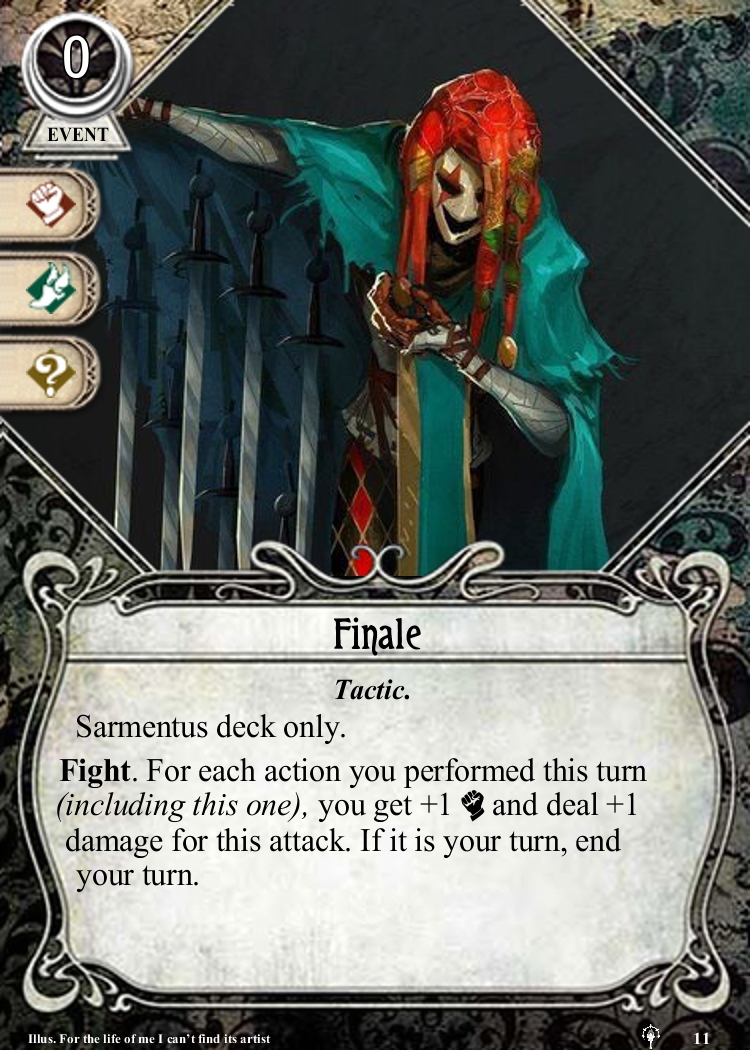 0
EVENT
?
Finale
Tactic.
Sarmentus deck only.
Fight. For each action you performed this turn
(including this one), you get +1 and deal +1
damage for this attack. If it is your turn, end
your turn.
Illus. For the life of me I can't find its artist
11